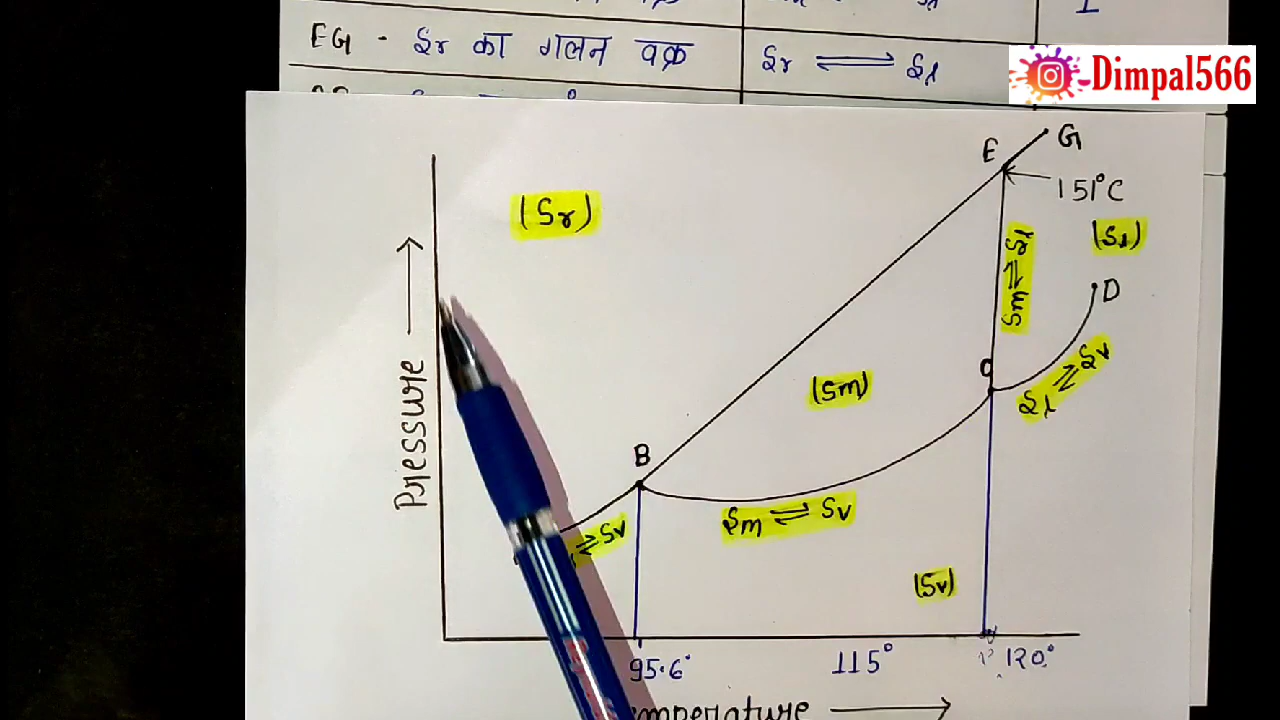 EG - Sr का गलन वक्र
Sr ⇌ Sl
Dimpal566
G
E
151°C
(Sr)
(Sl)
Sm ⇌ Sl
D
Pressure
C
(Sm)
Sl ⇌ Sv
B
Sm ⇌ Sv
⇌ Sv
(Sv)
95.6°
115°
120°